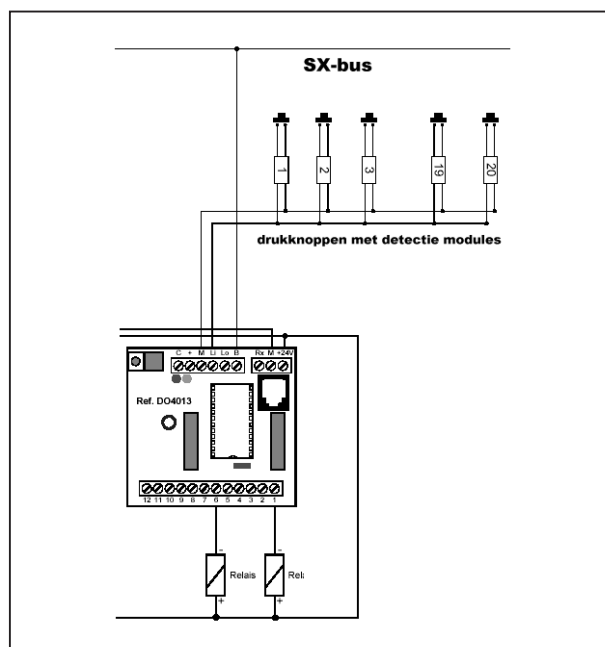 SX-bus
1 2 3 19 20
drukknoppen met detectie modules
C + M Li Lo B Rx M +24V
Ref. DO4013
12 11 10 9 8 7 6 5 4 3 2 1
- -
Relais Rela
+ +